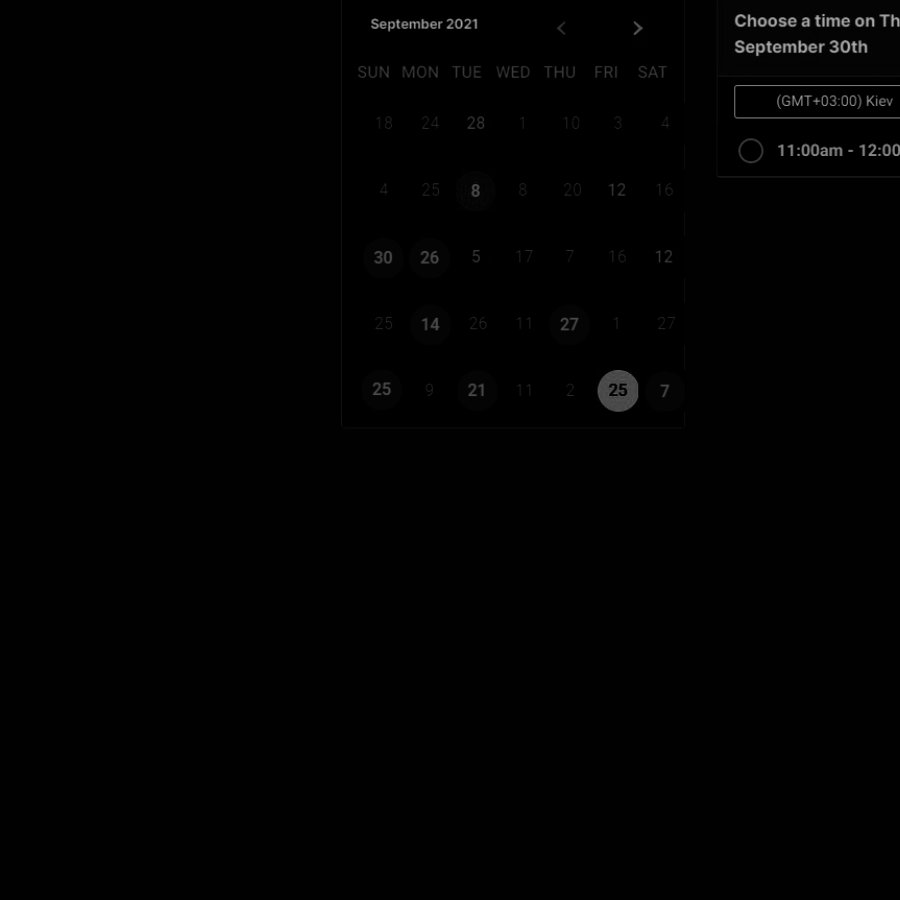 September 2021
SUN MON TUE WED THU FRI SAT
18 24 28 1 10 3 4
4 25 8 8 20 12 16
30 26 5 17 7 16 12
25 14 26 11 27 1 27
25 9 21 11 2 25 7
Choose a time on Th
September 30th
(GMT+03:00) Kiev
11:00am - 12:00